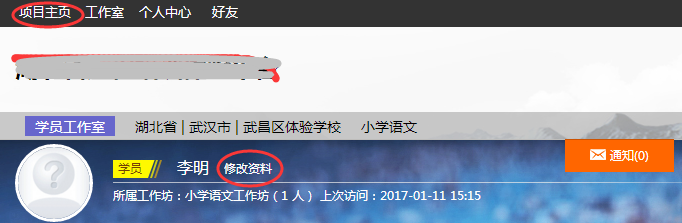 项目主页 工作室 个人中心 好友
学员工作室 湖北省 | 武汉市 | 武昌区体验学校 小学语文
通知(0)
学员 李明 修改资料
所属工作坊：小学语文工作坊（1 人） 上次访问：2017-01-11 15:15